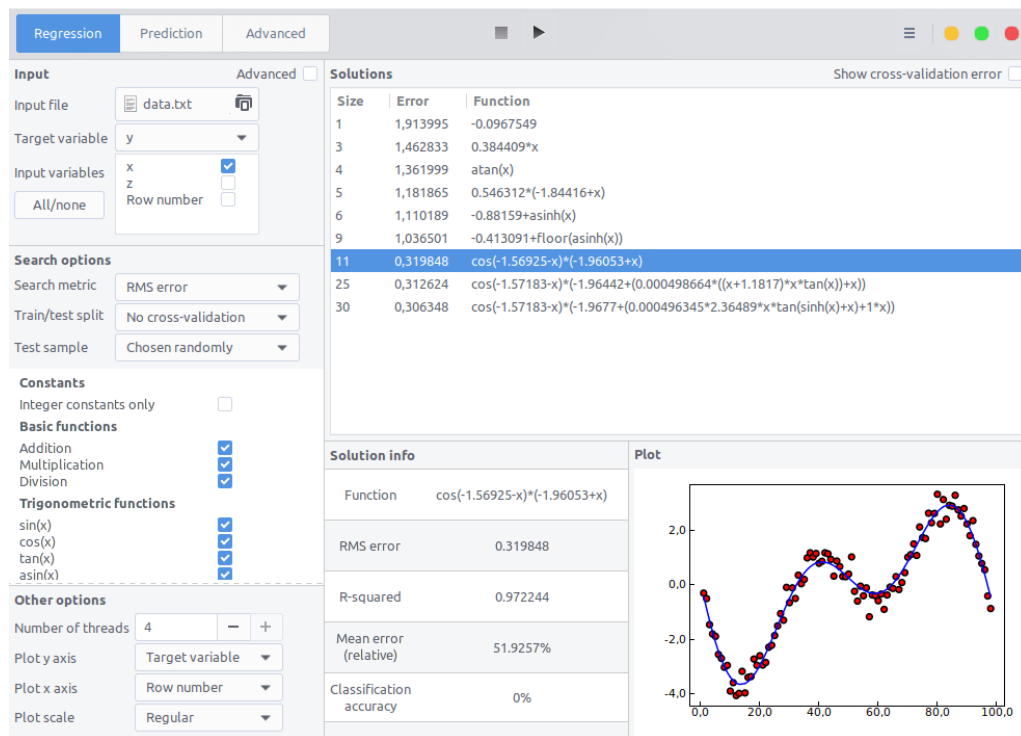 Regression Prediction Advanced
Input Advanced
Input file data.txt
Target variable y
Input variables x
z
Row number
All/none
Search options
Search metric RMS error
Train/test split No cross-validation
Test sample Chosen randomly
Constants
Integer constants only
Basic functions
Addition
Multiplication
Division
Trigonometric functions
sin(x)
cos(x)
tan(x)
asin(x)
Other options
Number of threads 4
Plot y axis Target variable
Plot x axis Row number
Plot scale Regular
Solutions Show cross-validation error
Size Error Function
1 1,913995 -0.0967549
3 1,462833 0.384409*x
4 1,361999 atan(x)
5 1,181865 0.546312*(-1.84416+x)
6 1,110189 -0.88159+asinh(x)
9 1,036501 -0.413091+floor(asinh(x))
11 0,319848 cos(-1.56925-x)*(-1.96053+x)
25 0,312624 cos(-1.57183-x)*(-1.96442+(0.000498664*((x+1.1817)*x*tan(x))+x))
30 0,306348 cos(-1.57183-x)*(-1.9677+(0.000496345*2.36489*x*tan(sinh(x)+x)+1*x))
Solution info
Function cos(-1.56925-x)*(-1.96053+x)
RMS error 0.319848
R-squared 0.972244
Mean error
(relative) 51.9257%
Classification
accuracy 0%
Plot
2,0
0,0
-2,0
-4,0
0,0 20,0 40,0 60,0 80,0 100,0